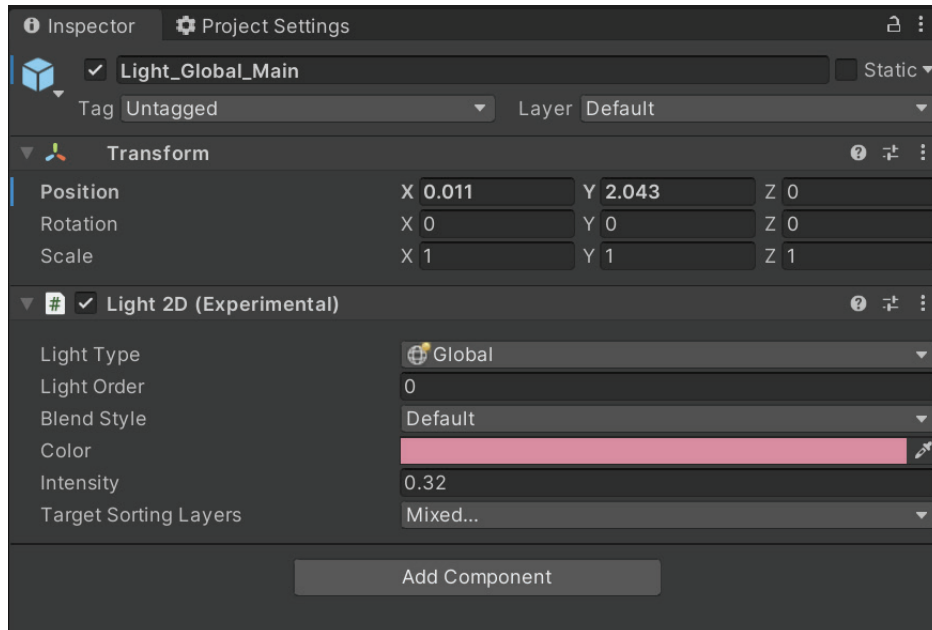 Inspector Project Settings
Light_Global_Main Static
Tag Untagged Layer Default
Transform
Position X 0.011 Y 2.043 Z 0
Rotation X 0 Y 0 Z 0
Scale X 1 Y 1 Z 1
# Light 2D (Experimental)
Light Type Global
Light Order 0
Blend Style Default
Color
Intensity 0.32
Target Sorting Layers Mixed...
Add Component